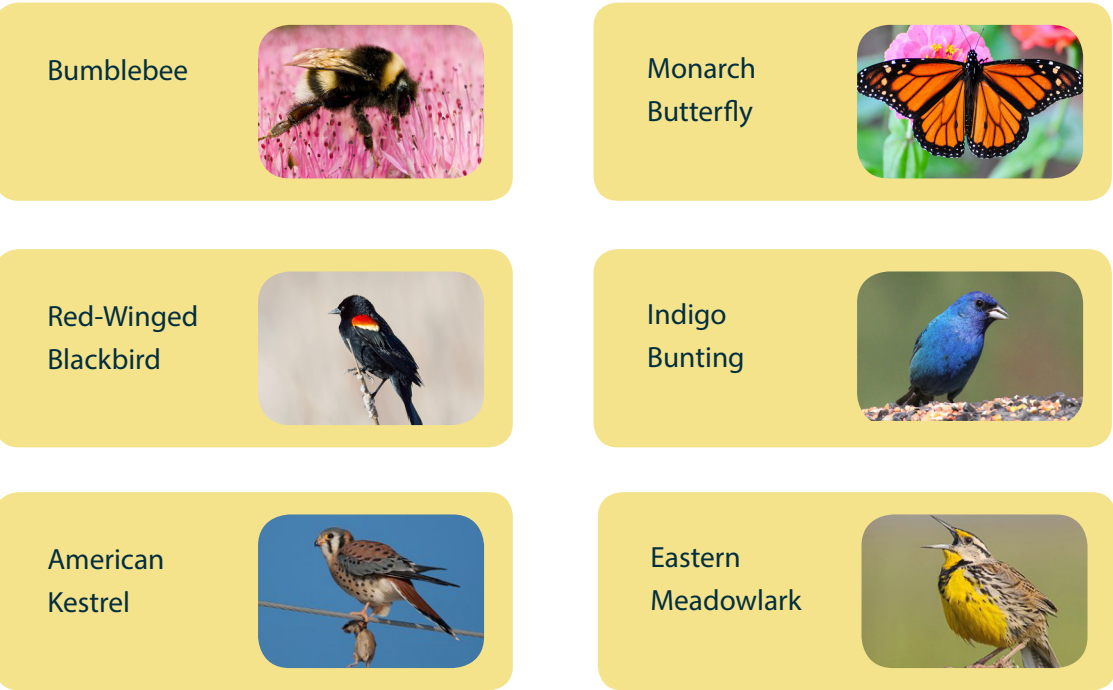 Bumblebee
Monarch
Butterfly
Red-Winged
Blackbird
Indigo
Bunting
American
Kestrel
Eastern
Meadowlark